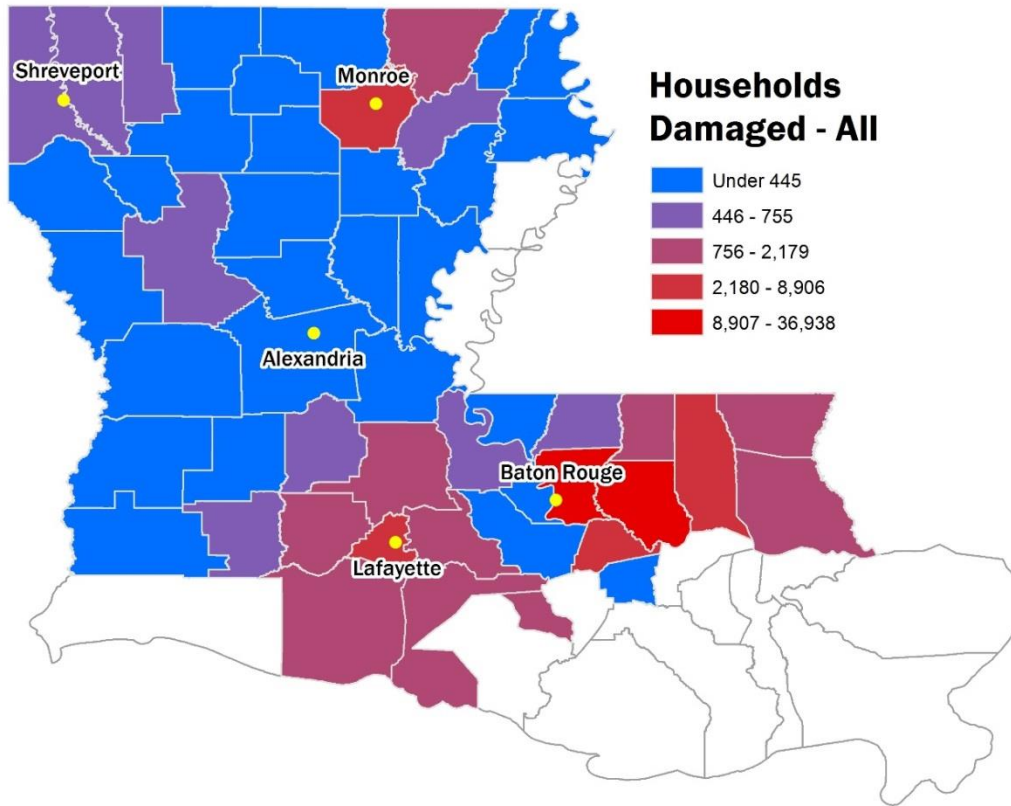 Shreveport
Monroe
Households
Damaged - All
Under 445
446 - 755
756 - 2,179
2,180 - 8,906
8,907 - 36,938
Alexandria
Baton Rouge
Lafayette